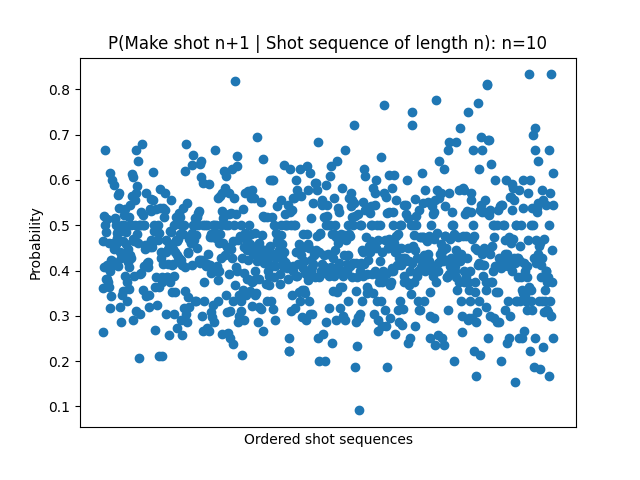 P(Make shot n+1 | Shot sequence of length n): n=10
Probability
0.8
0.7
0.6
0.5
0.4
0.3
0.2
0.1
Ordered shot sequences